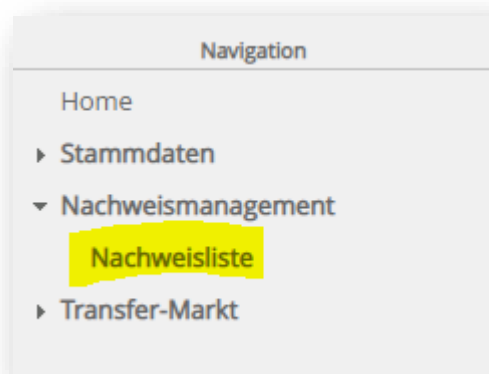 Navigation
Home
Stammdaten
Nachweismanagement
Nachweisliste
Transfer-Markt